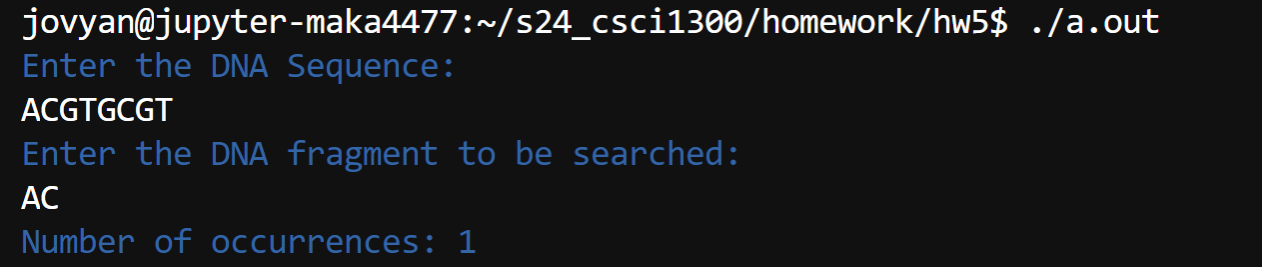 jovyan@jupyter-maka4477:~/s24_csci1300/homework/hw5$ ./a.out
Enter the DNA Sequence:
ACGTGCGT
Enter the DNA fragment to be searched:
AC
Number of occurrences: 1